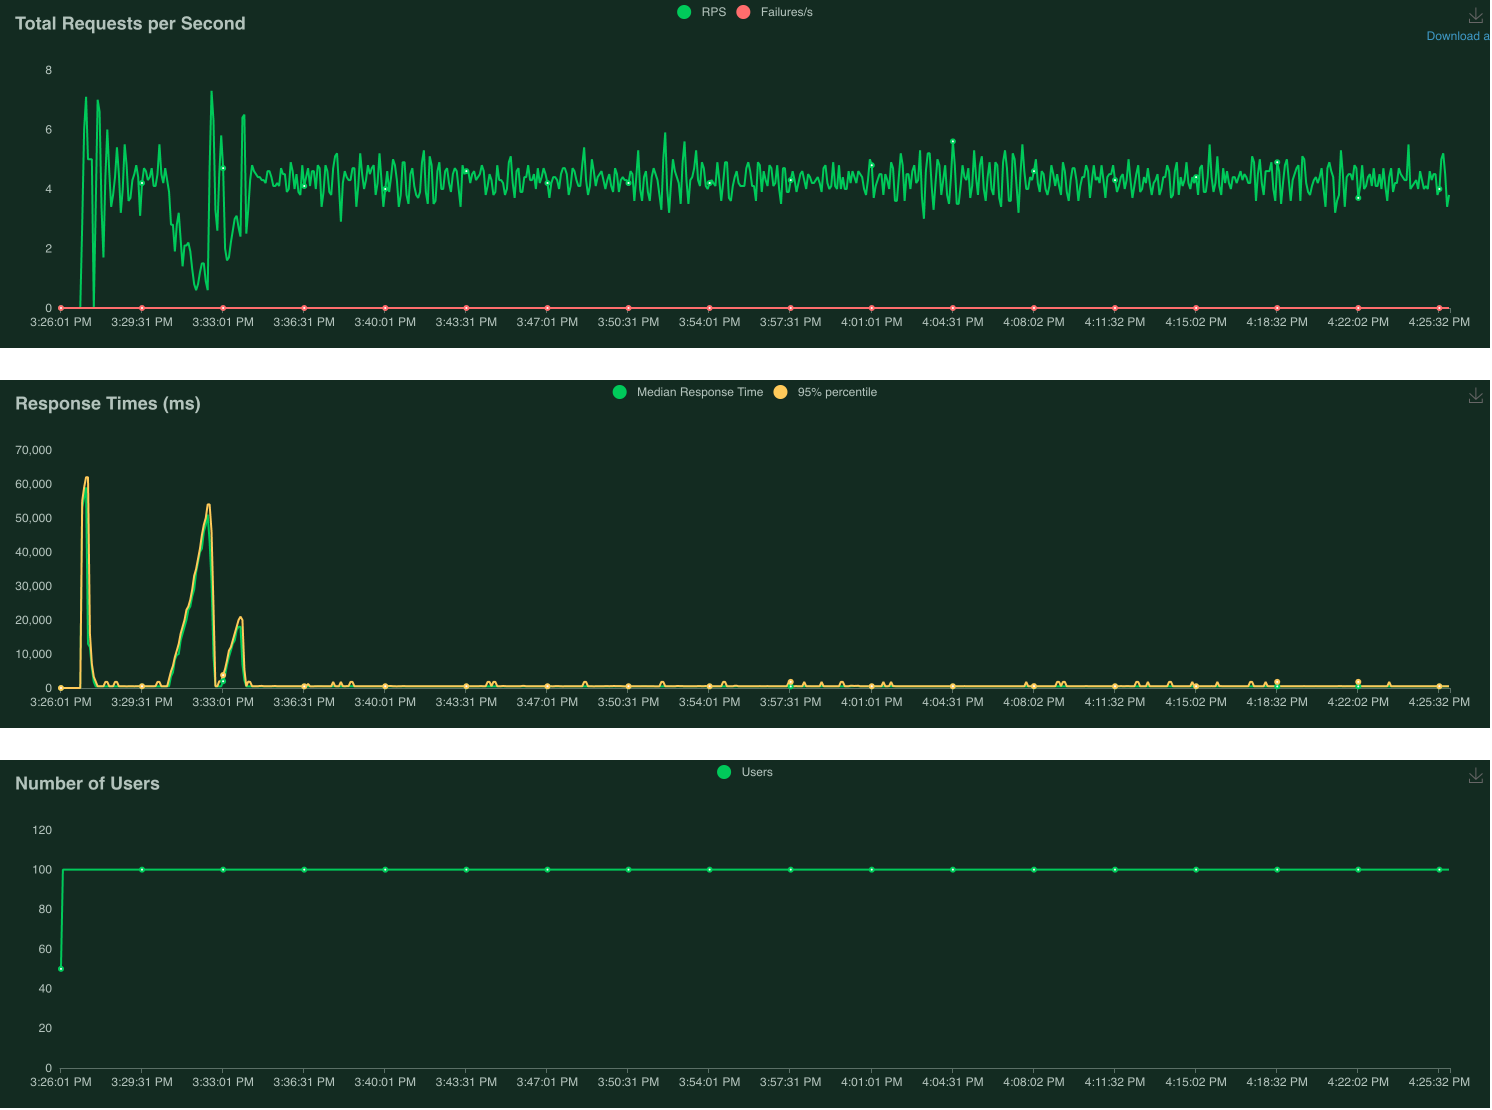 Total Requests per Second
RPS Failures/s
Download a
8
6
4
2
0
3:26:01 PM 3:29:31 PM 3:33:01 PM 3:36:31 PM 3:40:01 PM 3:43:31 PM 3:47:01 PM 3:50:31 PM 3:54:01 PM 3:57:31 PM 4:01:01 PM 4:04:31 PM 4:08:02 PM 4:11:32 PM 4:15:02 PM 4:18:32 PM 4:22:02 PM 4:25:32 PM
Response Times (ms)
Median Response Time 95% percentile
70,000
60,000
50,000
40,000
30,000
20,000
10,000
0
3:26:01 PM 3:29:31 PM 3:33:01 PM 3:36:31 PM 3:40:01 PM 3:43:31 PM 3:47:01 PM 3:50:31 PM 3:54:01 PM 3:57:31 PM 4:01:01 PM 4:04:31 PM 4:08:02 PM 4:11:32 PM 4:15:02 PM 4:18:32 PM 4:22:02 PM 4:25:32 PM
Number of Users
Users
120
100
80
60
40
20
0
3:26:01 PM 3:29:31 PM 3:33:01 PM 3:36:31 PM 3:40:01 PM 3:43:31 PM 3:47:01 PM 3:50:31 PM 3:54:01 PM 3:57:31 PM 4:01:01 PM 4:04:31 PM 4:08:02 PM 4:11:32 PM 4:15:02 PM 4:18:32 PM 4:22:02 PM 4:25:32 PM